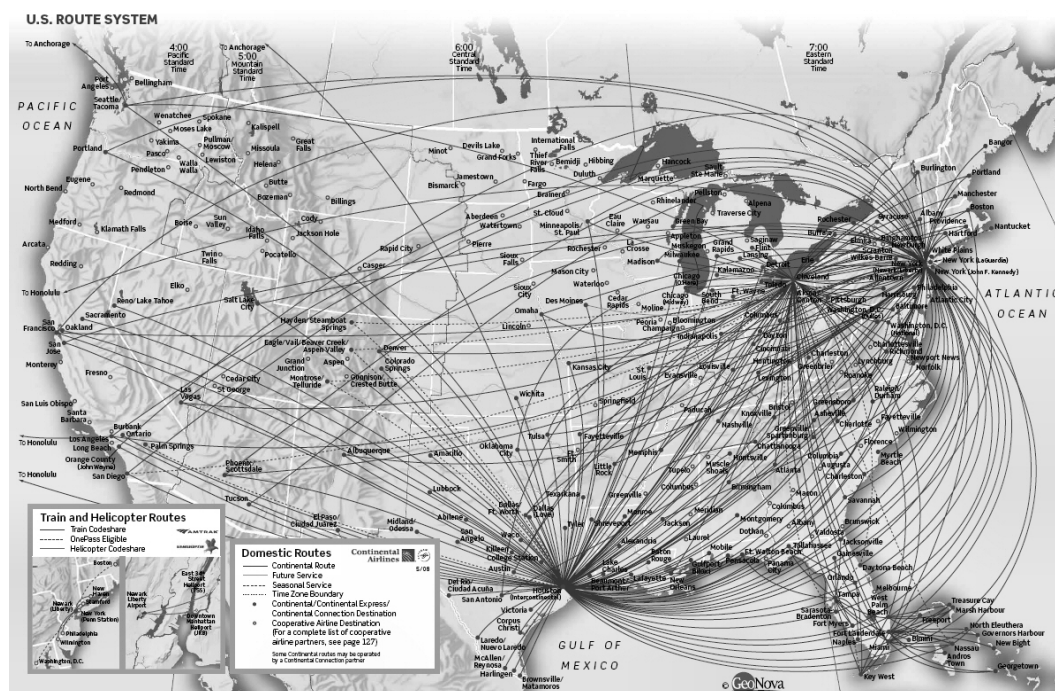 U.S. ROUTE SYSTEM
To Anchorage
To Anchorage
4:00
Pacific
Standard
Time
5:00
Mountain
Standard
Time
6:00
Central
Standard
Time
7:00
Eastern
Standard
Time
PACIFIC
OCEAN
Port
Angeles
Bellingham
Seattle/
Tacoma
Wenatchee
Spokane
Moses Lake
Kalispell
Yakima
Pullman/
Moscow
Missoula
Great
Falls
Portland
Pasco
Walla
Walla
Lewiston
Helena
Pendleton
Butte
Eugene
North Bend
Redmond
Bozeman
Billings
Medford
Klamath Falls
Boise
Sun
Valley
Idaho
Falls
Cody
Jackson Hole
Arcata
Redding
Twin
Falls
Pocatello
Casper
Rapid City
Elko
To Honolulu
Reno/Lake Tahoe
Salt Lake
City
Sacramento
San
Francisco
Oakland
San
Jose
Monterey
Fresno
Hayden/Steamboat
Springs
Eagle/Vail/Beaver Creek/
Aspen Valley
Denver
Grand
Junction
Aspen
Colorado
Springs
Montrose/
Telluride
Gunnison/
Crested Butte
Las
Vegas
Cedar City
St George
San Luis Obispo
Santa
Barbara
Burbank
Ontario
To Honolulu
Los Angeles
Long Beach
Palm Springs
Orange County
(John Wayne)
San Diego
To Honolulu
Phoenix/
Scottsdale
Tucson
Albuquerque
El Paso/
Ciudad Juárez
Minot
Devils Lake
Grand Forks
International
Falls
Thief
River
Falls
Bemidji
Hibbing
Duluth
Jamestown
Bismarck
Fargo
Brainerd
Aberdeen
Watertown
St. Cloud
Minneapolis/
St. Paul
Eau
Claire
Wausau
Pierre
Rochester
La
Crosse
Sioux
Falls
Madison
Mason City
Waterloo
Sioux
City
Omaha
Des Moines
Cedar
Rapids
Moline
Lincoln
Peoria
Bloomington
Champaign
Indianapolis
Hancock
Sault
Ste Marie
Marquette
Rhinelander
Pellston
Alpena
Traverse City
Green Bay
Appleton
Muskegon
Milwaukee
Grand
Rapids
Saginaw
Flint
Lansing
Kalamazoo
Chicago
(O'Hare)
Chicago
(Midway)
South
Bend
Ft. Wayne
Detroit
Toledo
Cleveland
Erie
Buffalo
Rochester
Syracuse
Albany
Burlington
Bangor
Portland
Manchester
Boston
Providence
Hartford
Nantucket
White Plains
New York (LaGuardia)
New York (John F. Kennedy)
Philadelphia
Atlantic City
Baltimore
ATLANTIC
OCEAN
Pittsburgh
Columbus
Dayton
Cincinnati
Huntington
Lexington
Louisville
Evansville
St.
Louis
Kansas City
Wichita
Springfield
Paducah
Nashville
Knoxville
Bristol
Charleston
Greenbrier
Roanoke
Lynchburg
Charlottesville
Richmond
Newport News
Norfolk
Washington, D.C.
(National)
Raleigh/
Durham
Greensboro
Asheville
Charlotte
Fayetteville
Wilmington
Greenville
Spartanburg
Chattanooga
Huntsville
Columbia
Florence
Myrtle
Beach
Augusta
Charleston
Atlanta
Birmingham
Macon
Columbus
Savannah
Tulsa
Fayetteville
Oklahoma
City
Ft
Smith
Little
Rock
Memphis
Tupelo
Muscle
Shoals
Columbus
Amarillo
Lubbock
Texarkana
Greenville
Monroe
Jackson
Meridian
Montgomery
Dothan
Albany
Valdosta
Brunswick
Jacksonville
Dallas/
Ft. Worth
Dallas
(Love)
Tyler
Shreveport
Midland/
Odessa
Abilene
San
Angelo
Waco
Killeen
College Station
Austin
Alexandria
Laurel
Mobile
Baton
Rouge
Lake
Charles
Lafayette
New
Orleans
Gulfport
Biloxi
Pensacola
Ft. Walton Beach
Panama
City
Tallahassee
Gainesville
Daytona Beach
Orlando
Melbourne
Tampa
West
Palm
Beach
Sarasota/
Bradenton
Fort Myers
Naples
Fort Lauderdale
Miami
Key West
Freeport
Treasure Cay
Marsh Harbour
North Eleuthera
Governors Harbour
New Bight
Bimini
Nassau
Andros
Town
Georgetown
Beaumont/
Port Arthur
Houston
(Intercontinental)
Del Rio/
Ciudad Acuña
San Antonio
Victoria
Corpus
Christi
Laredo/
Nuevo Laredo
McAllen/
Reynosa
Harlingen
Brownsville/
Matamoros
GULF OF
MEXICO
Train and Helicopter Routes
Train Codeshare
OnePass Eligible
Helicopter Codeshare
AMTRAK
Boston
New
Haven
Stamford
Newark
(Liberty)
New York
(Penn Station)
Philadelphia
Wilmington
Washington, D.C.
East 34th
Street
Heliport
(TSS)
Newark
Liberty
Airport
Downtown
Manhattan
Heliport
(JRB)
Domestic Routes
Continental
Airlines
5/08
Continental Route
Future Service
Seasonal Service
Time Zone Boundary
Continental/Continental Express/
Continental Connection Destination
Cooperative Airline Destination
(For a complete list of cooperative
airline partners, see page 127)
Some Continental routes may be operated
by a Continental Connection partner
© GeoNova